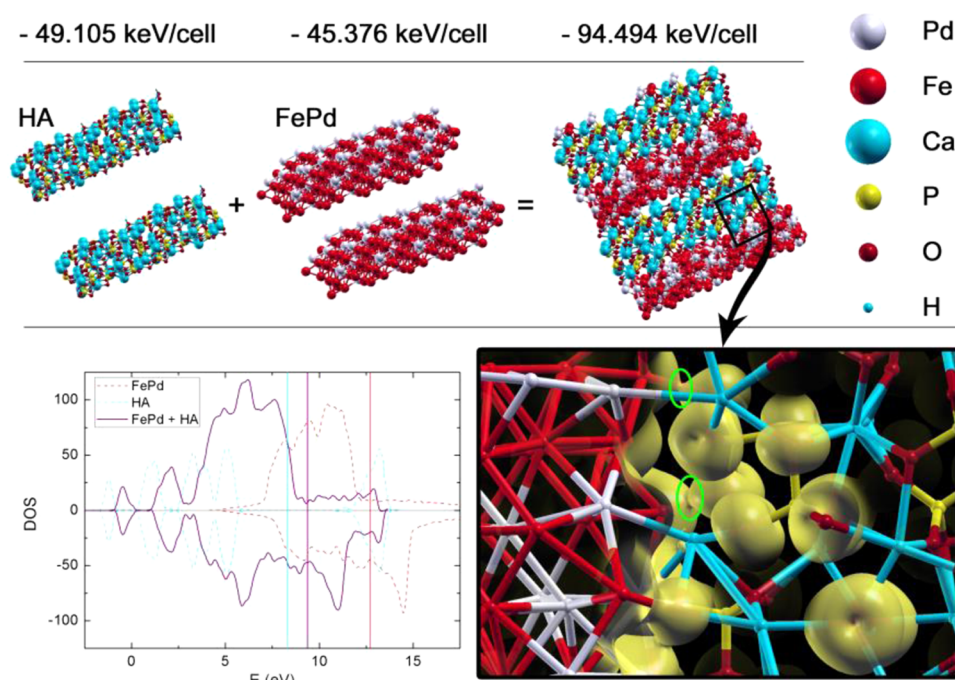 - 49.105 keV/cell - 45.376 keV/cell - 94.494 keV/cell
Pd
Fe
Ca
P
O
H
HA
FePd
+
=
FePd
HA
FePd + HA
100
50
0
-50
-100
DOS
0 5 10 15
E (eV)